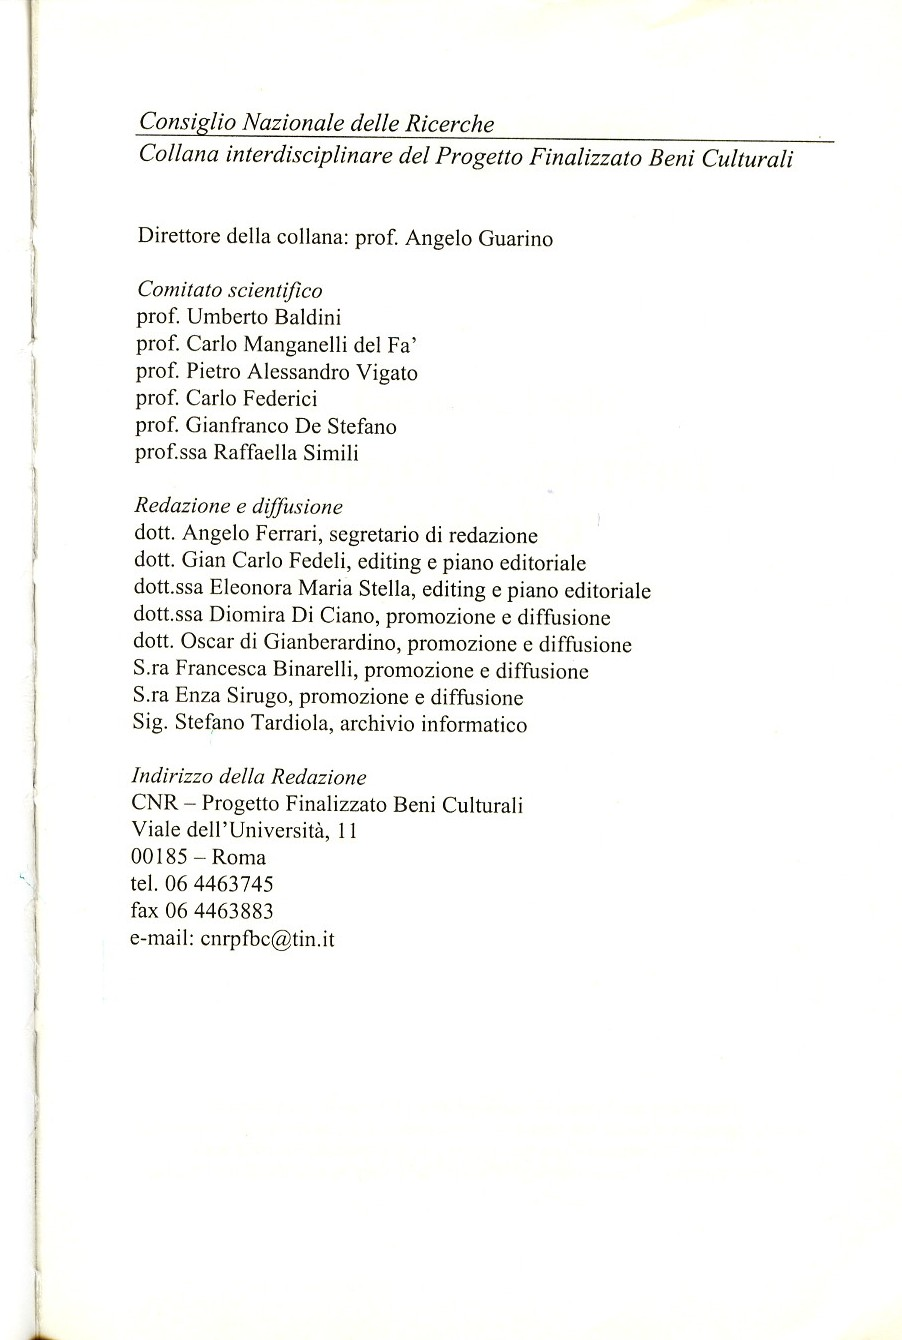 Consiglio Nazionale delle Ricerche
Collana interdisciplinare del Progetto Finalizzato Beni Culturali
Direttore della collana: prof. Angelo Guarino
Comitato scientifico
prof. Umberto Baldini
prof. Carlo Manganelli del Fa’
prof. Pietro Alessandro Vigato
prof. Carlo Federici
prof. Gianfranco De Stefano
prof.ssa Raffaella Simili
Redazione e diffusione
dott. Angelo Ferrari, segretario di redazione
dott. Gian Carlo Fedeli, editing e piano editoriale
dott.ssa Eleonora Maria Stella, editing e piano editoriale
dott.ssa Diomira Di Ciano, promozione e diffusione
dott. Oscar di Gianberardino, promozione e diffusione
S.ra Francesca Binarelli, promozione e diffusione
S.ra Enza Sirugo, promozione e diffusione
Sig. Stefano Tardiola, archivio informatico
Indirizzo della Redazione
CNR – Progetto Finalizzato Beni Culturali
Viale dell’Università, 11
00185 – Roma
tel. 06 4463745
fax 06 4463883
e-mail: cnrpfbc@tin.it